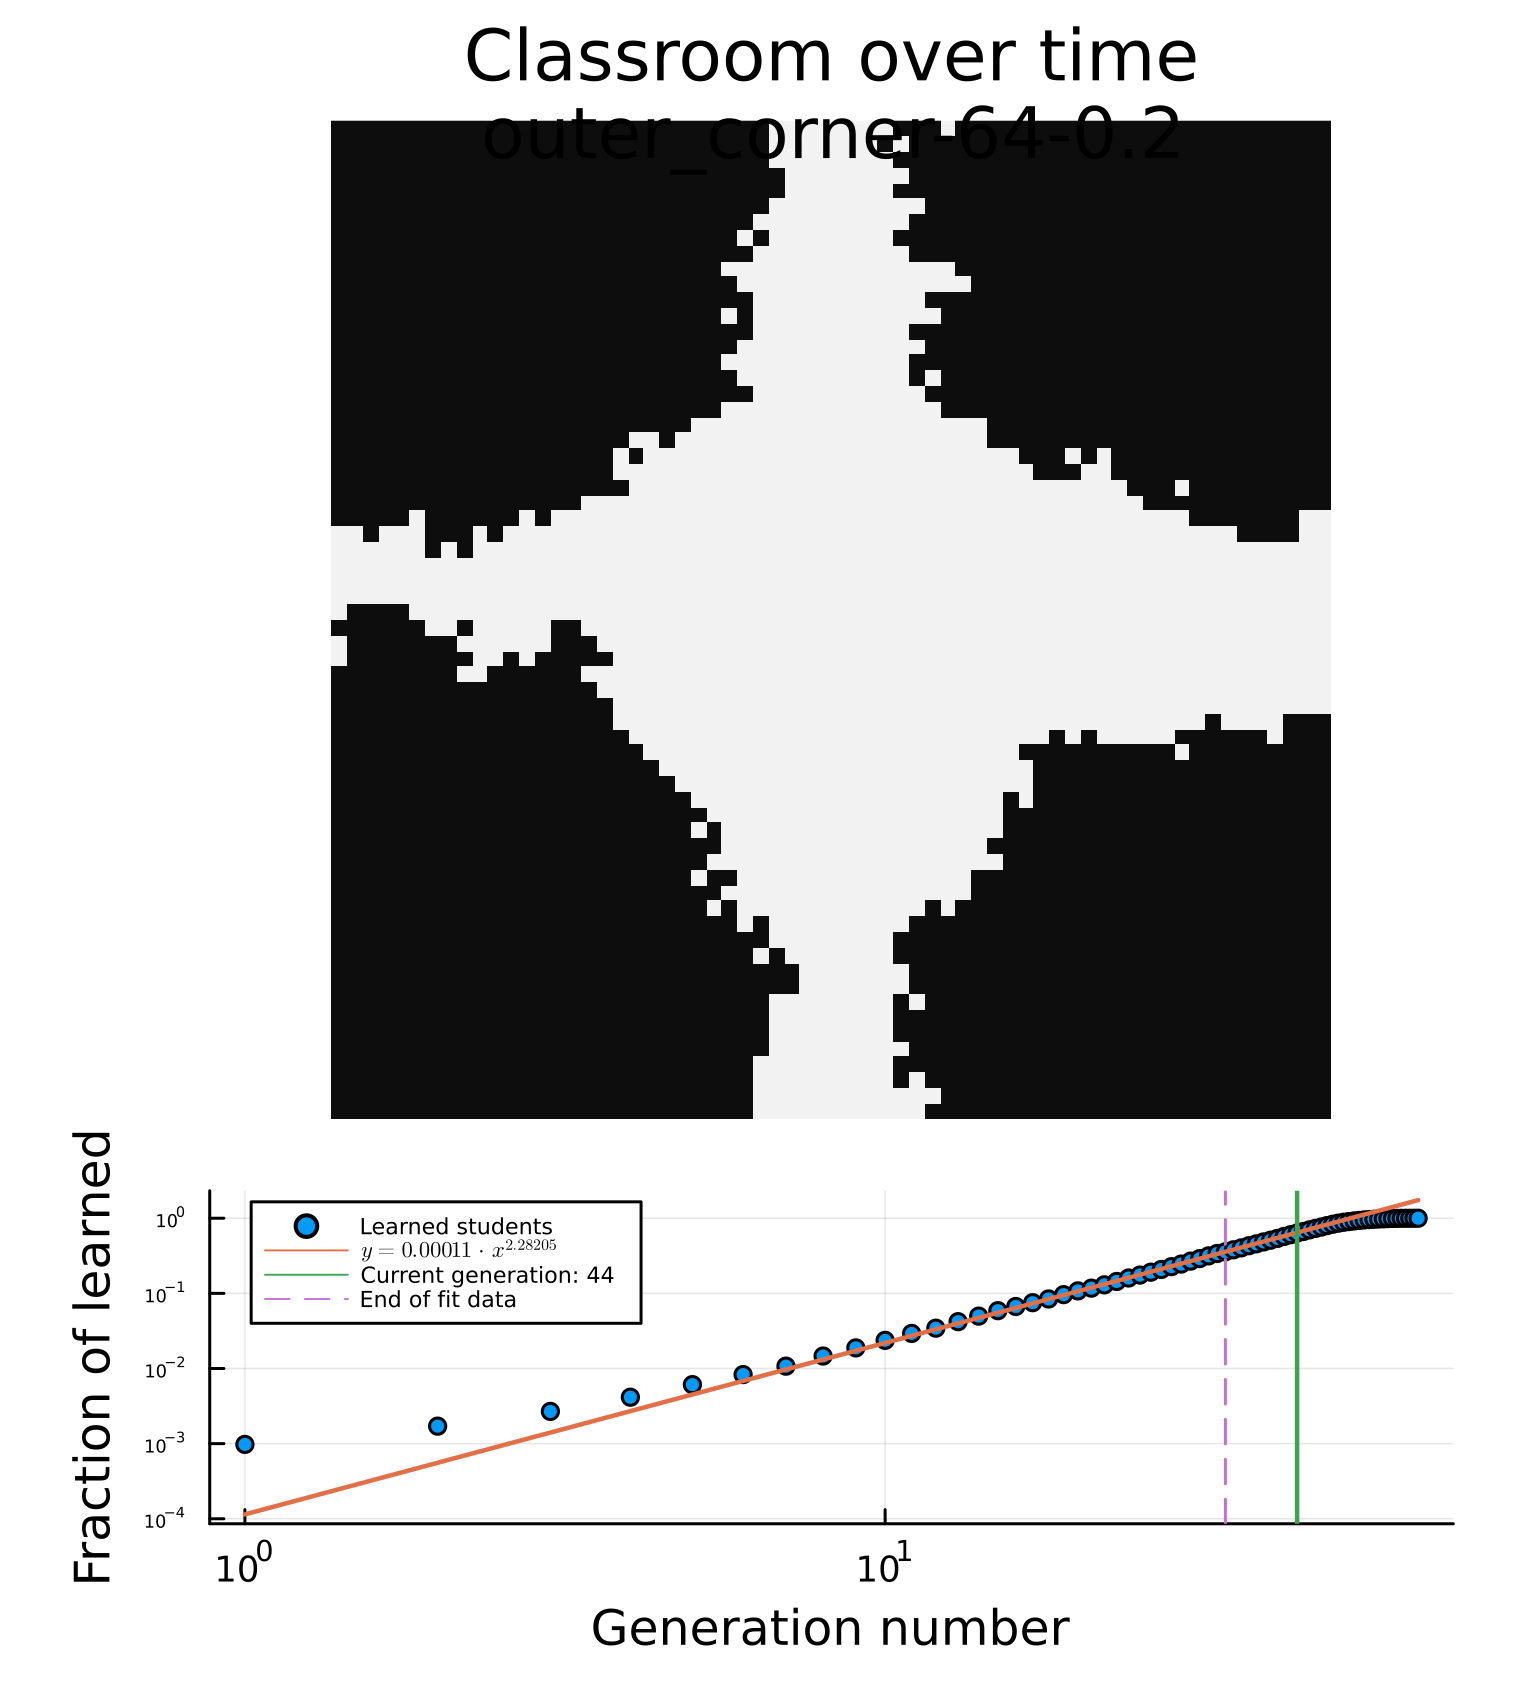 Classroom over time
outer_corner-64-0.2
Fraction of learned
10^0
10^-1
10^-2
10^-3
10^-4
Learned students
y = 0.00011 · x^2.28205
Current generation: 44
End of fit data
10^0
10^1
Generation number